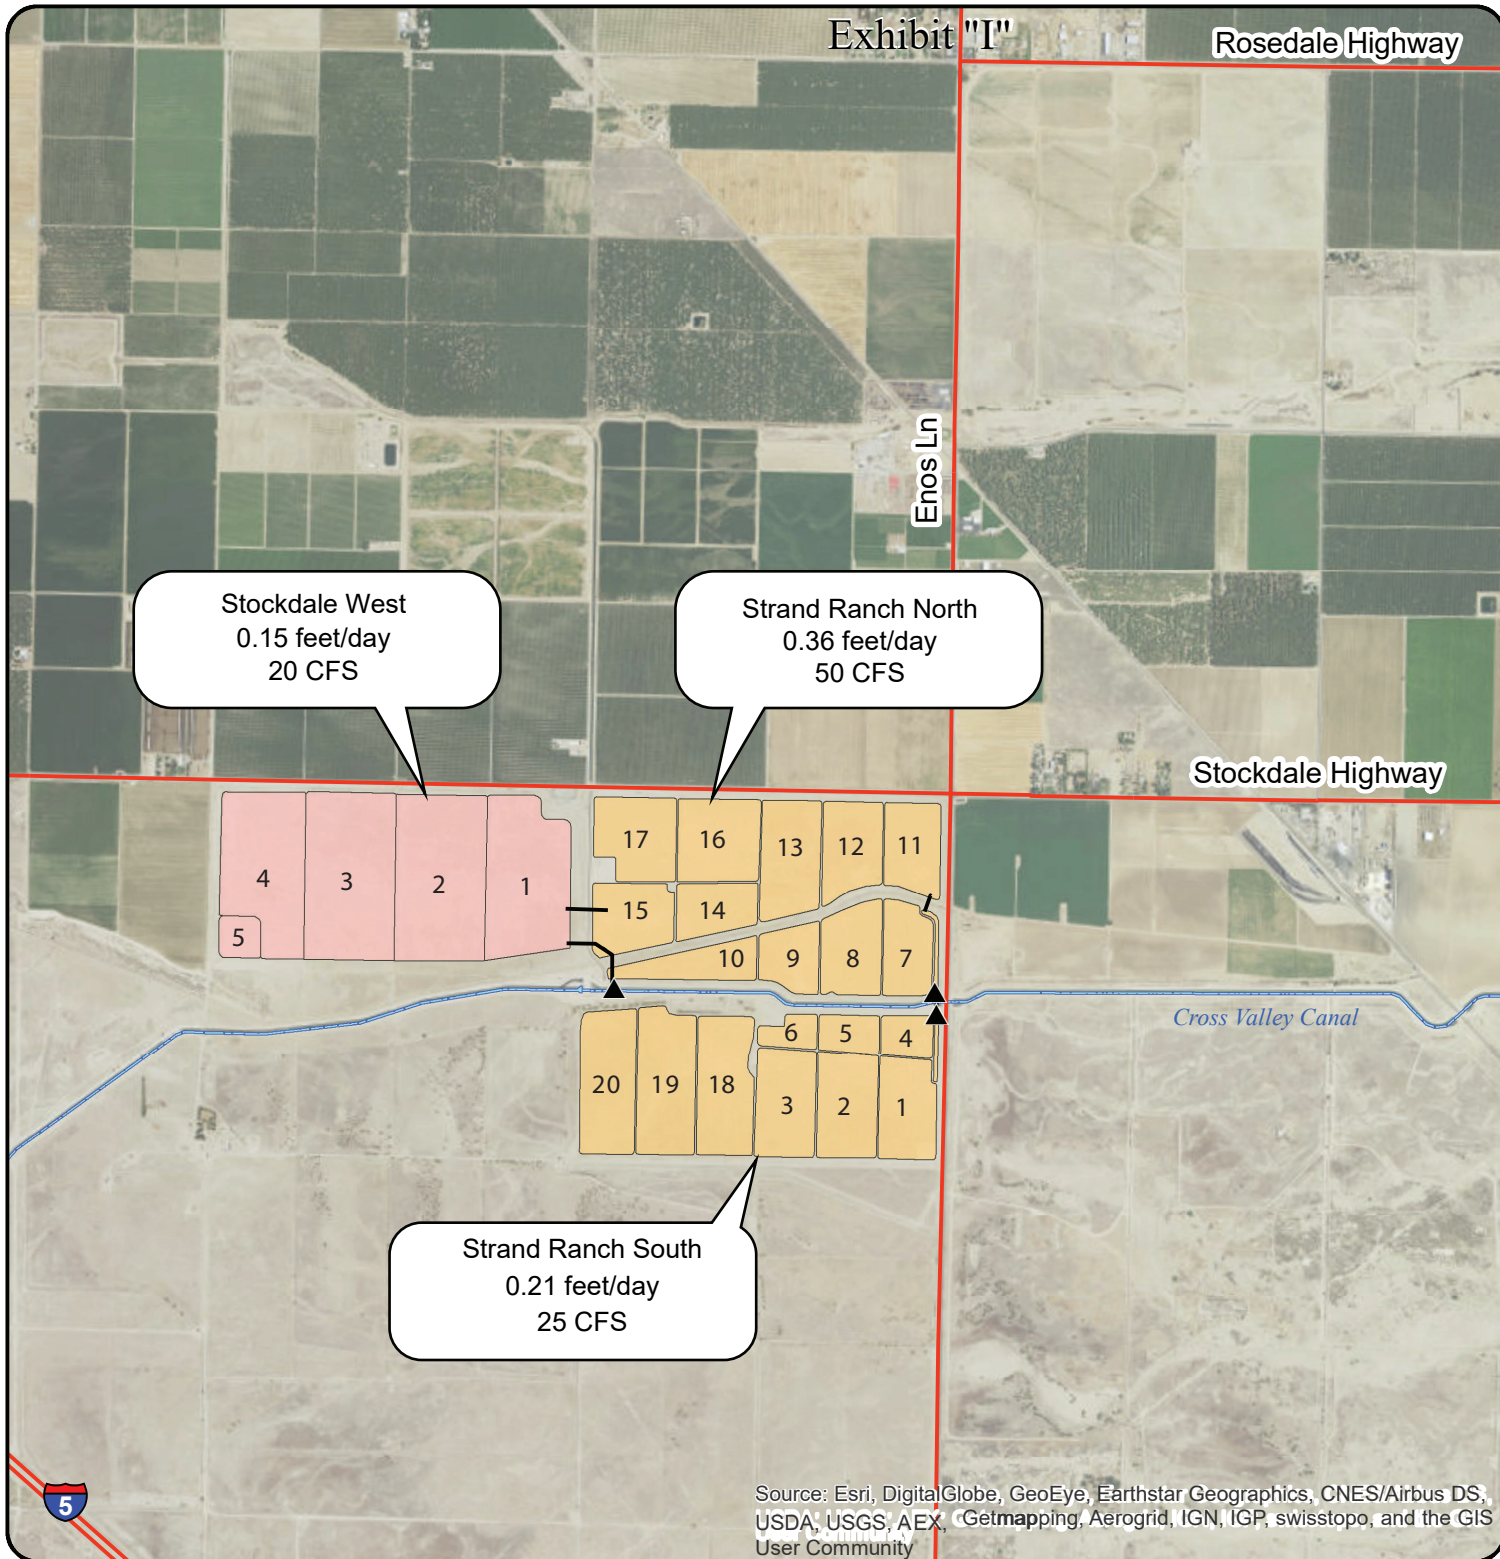 Exhibit "I"
Rosedale Highway
Enos Ln
Stockdale West
0.15 feet/day
20 CFS
Strand Ranch North
0.36 feet/day
50 CFS
Stockdale Highway
17
16
13
12
11
4
3
2
1
15
14
5
10
9
8
7
Cross Valley Canal
6
5
4
20
19
18
3
2
1
Strand Ranch South
0.21 feet/day
25 CFS
5
Source: Esri, DigitalGlobe, GeoEye, Earthstar Geographics, CNES/Airbus DS,
USDA, USGS, AEX, Getmapping, Aerogrid, IGN, IGP, swisstopo, and the GIS
User Community